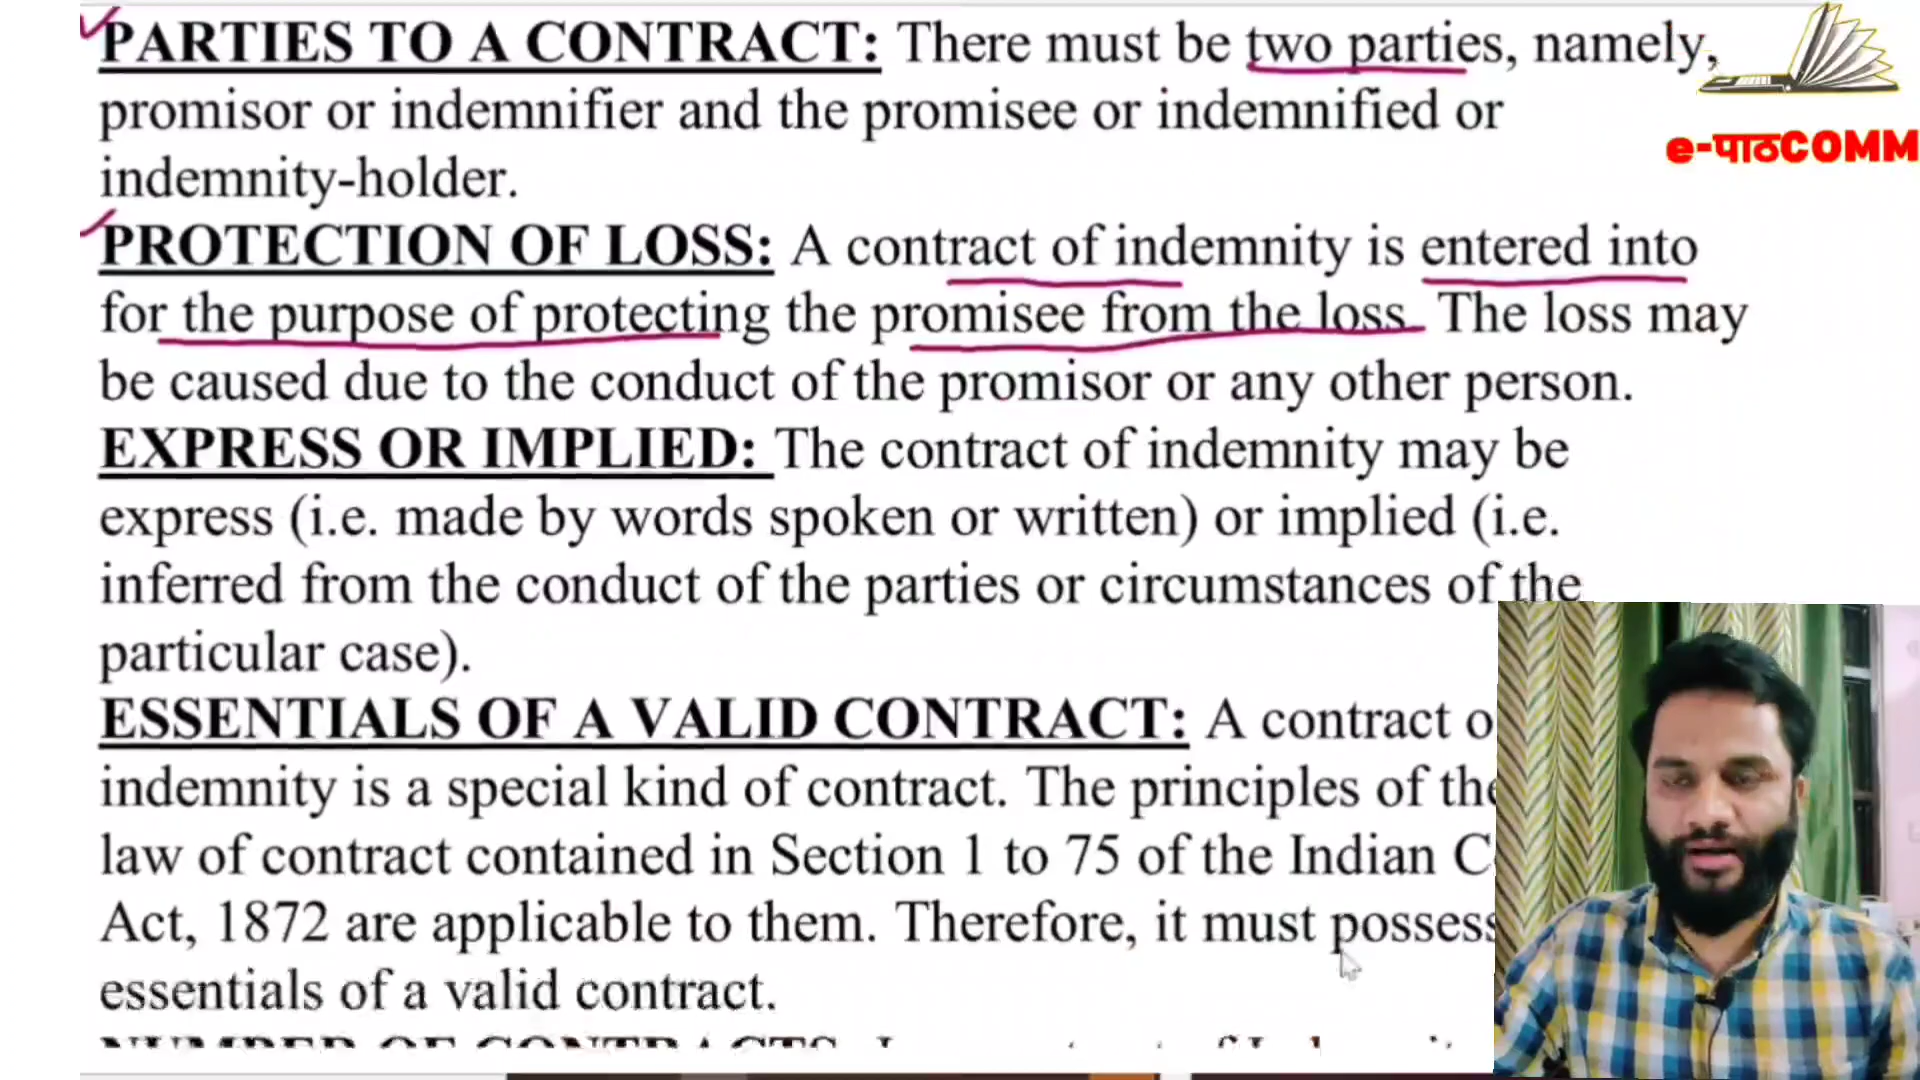 PARTIES TO A CONTRACT: There must be two parties, namely,
promisor or indemnifier and the promisee or indemnified or
indemnity-holder.
PROTECTION OF LOSS: A contract of indemnity is entered into
for the purpose of protecting the promisee from the loss. The loss may
be caused due to the conduct of the promisor or any other person.
EXPRESS OR IMPLIED: The contract of indemnity may be
express (i.e. made by words spoken or written) or implied (i.e.
inferred from the conduct of the parties or circumstances of the
particular case).
ESSENTIALS OF A VALID CONTRACT: A contract o
indemnity is a special kind of contract. The principles of the
law of contract contained in Section 1 to 75 of the Indian C
Act, 1872 are applicable to them. Therefore, it must possess
essentials of a valid contract.
NUMBER OF CONTRACTS
e-पाठCOMM